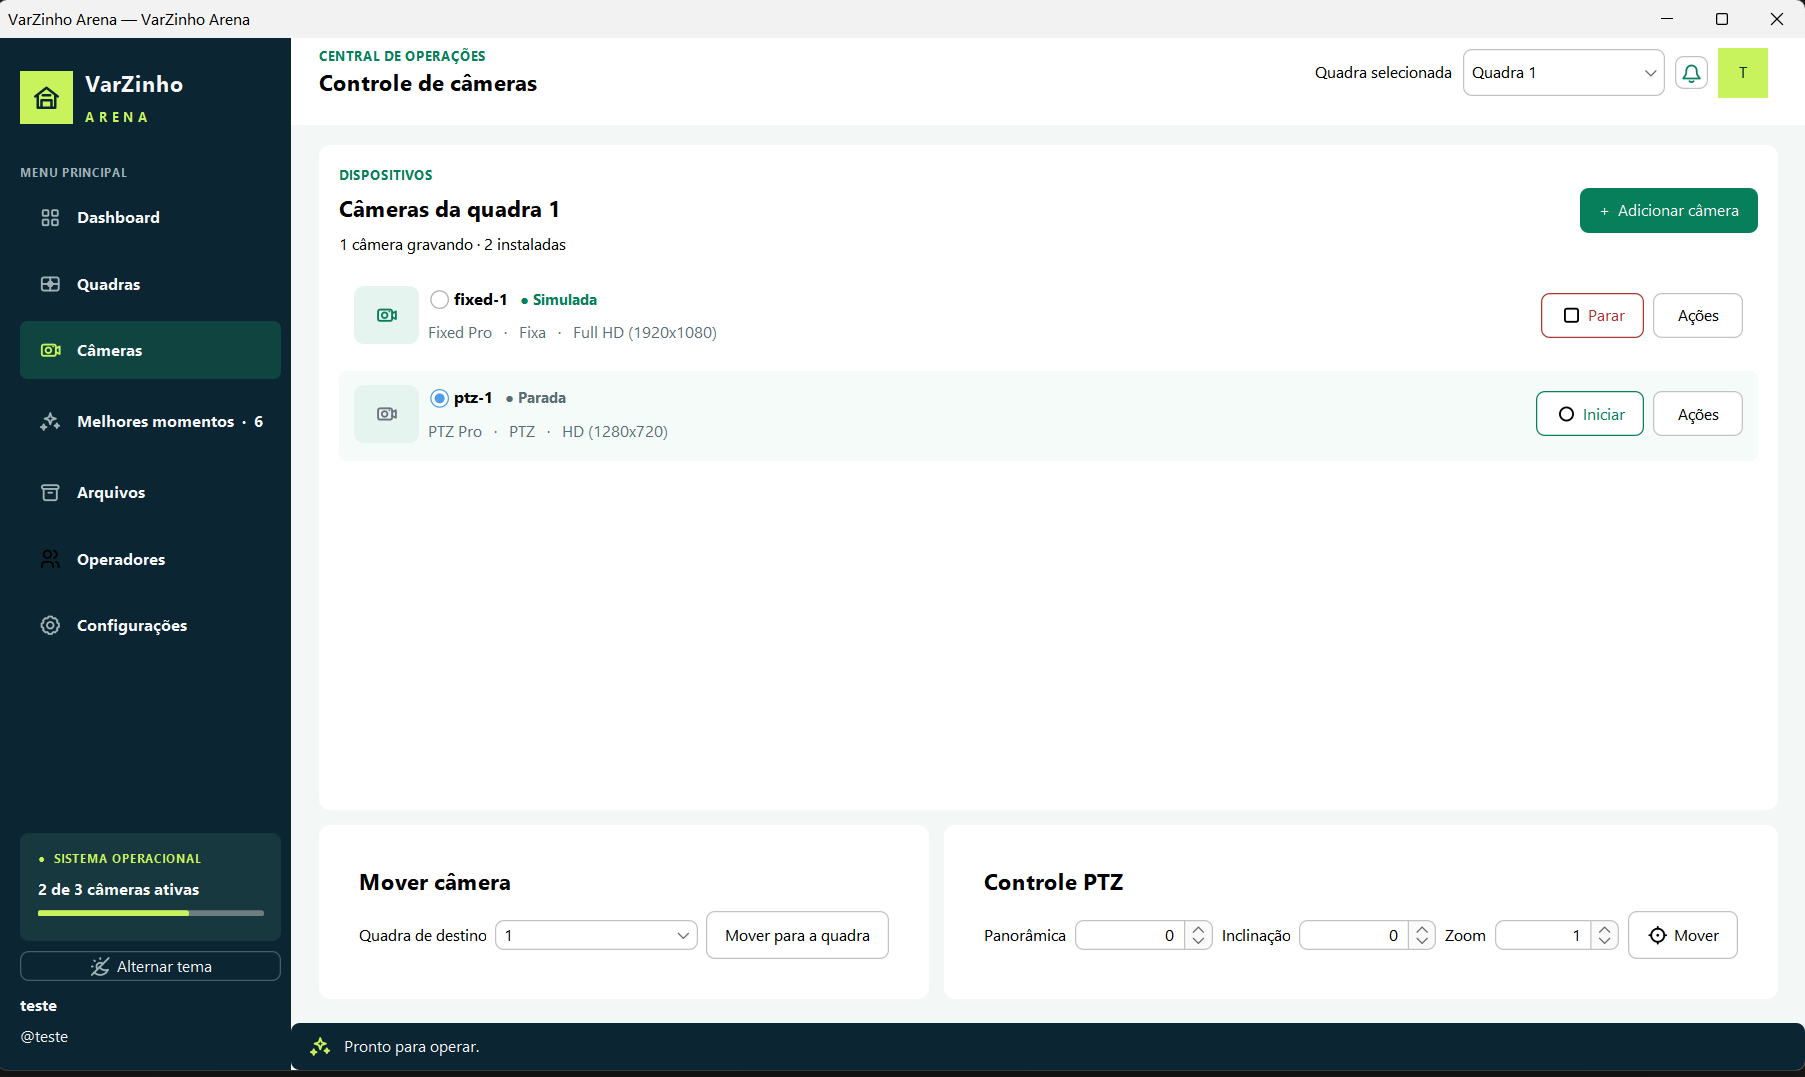 VarZinho Arena — VarZinho Arena
VarZinho
ARENA
MENU PRINCIPAL
Dashboard
Quadras
Câmeras
Melhores momentos · 6
Arquivos
Operadores
Configurações
• SISTEMA OPERACIONAL
2 de 3 câmeras ativas
Alternar tema
teste
@teste
CENTRAL DE OPERAÇÕES
Controle de câmeras
Quadra selecionada Quadra 1 T
DISPOSITIVOS
Câmeras da quadra 1
1 câmera gravando · 2 instaladas
+ Adicionar câmera
fixed-1 ● Simulada
Fixed Pro · Fixa · Full HD (1920x1080)
Parar Ações
ptz-1 ● Parada
PTZ Pro · PTZ · HD (1280x720)
Iniciar Ações
Mover câmera
Quadra de destino 1 Mover para a quadra
Controle PTZ
Panorâmica 0 Inclinação 0 Zoom 1 Mover
Pronto para operar.